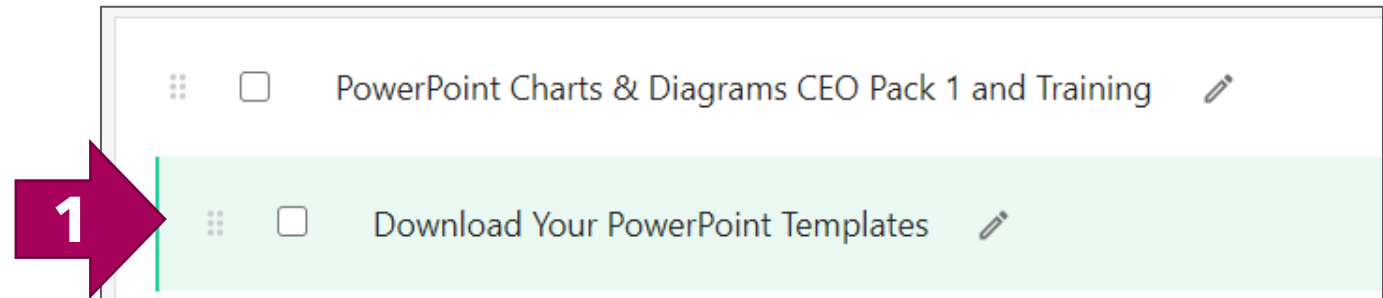 PowerPoint Charts & Diagrams CEO Pack 1 and Training
1
Download Your PowerPoint Templates